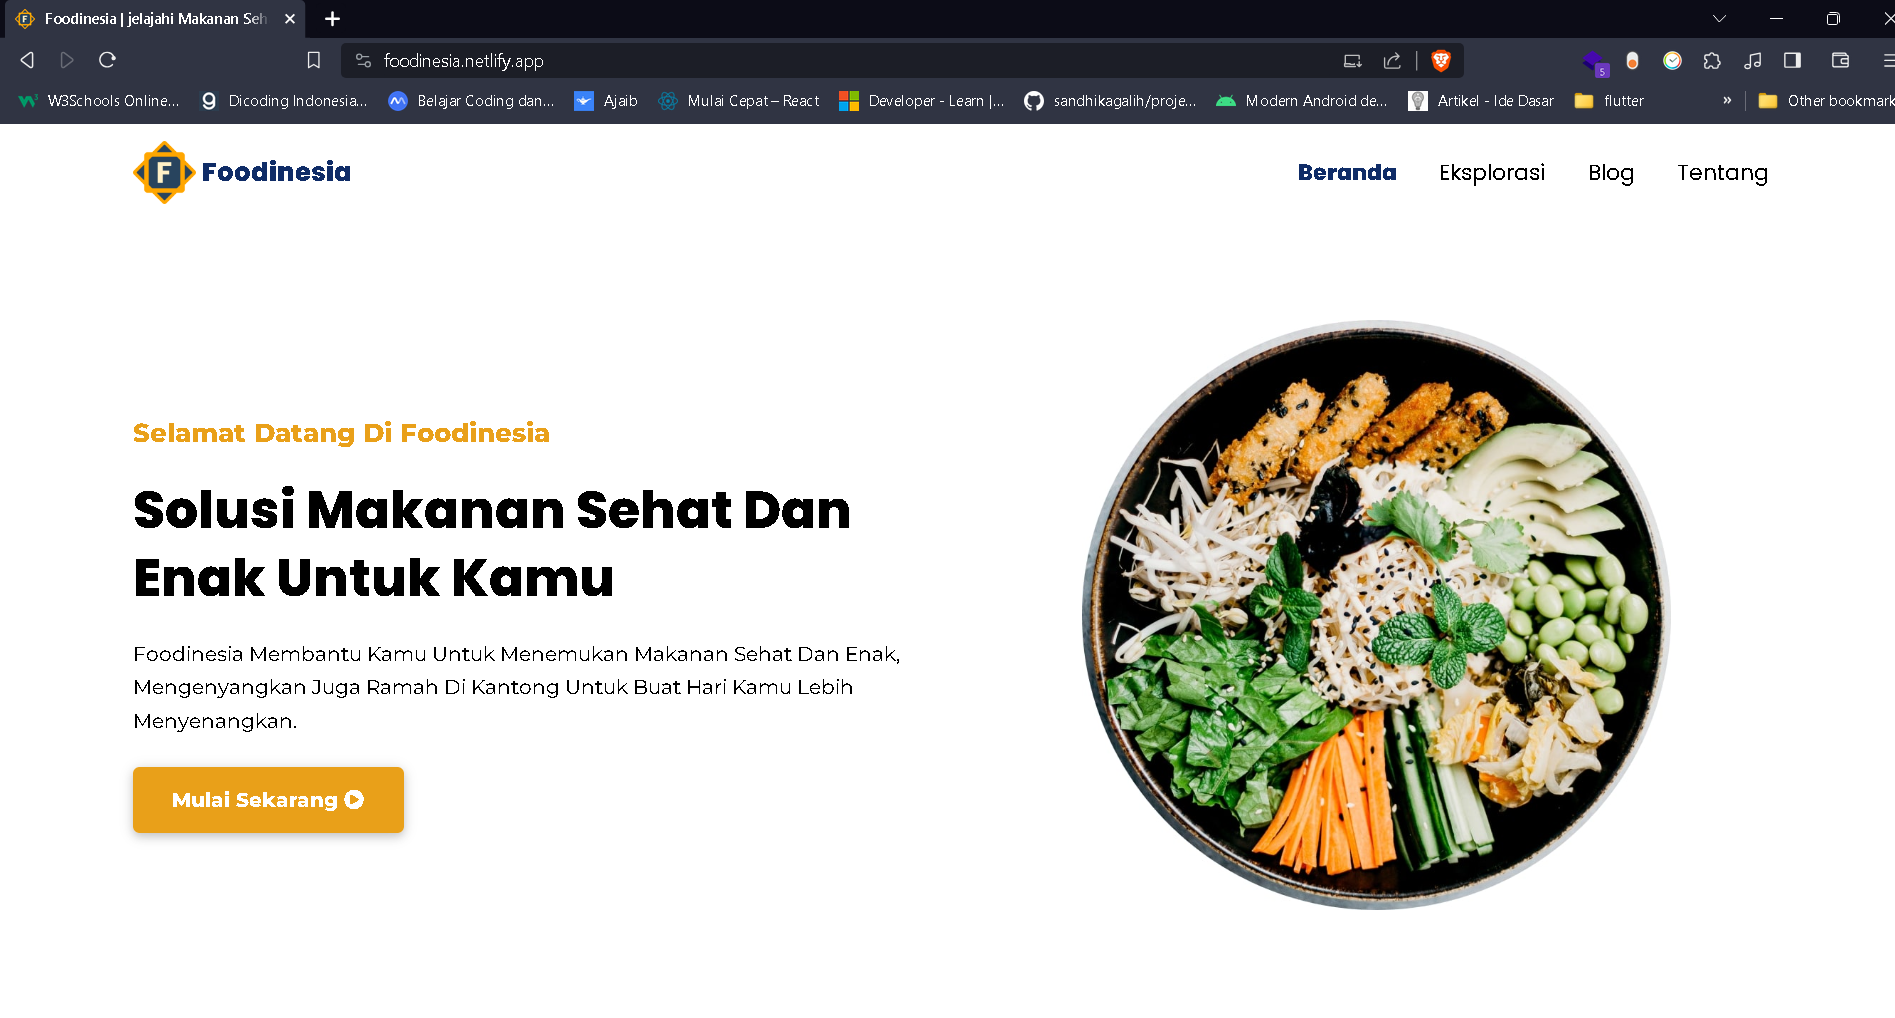 Foodinesia | jelajahi Makanan Seh
foodinesia.netlify.app
5
W3Schools Online... Dicoding Indonesia... Belajar Coding dan... Ajaib Mulai Cepat – React Developer - Learn |... sandhikagalih/proje... Modern Android de... Artikel - Ide Dasar flutter » Other bookmark
F Foodinesia Beranda Eksplorasi Blog Tentang
Selamat Datang Di Foodinesia
Solusi Makanan Sehat Dan
Enak Untuk Kamu
Foodinesia Membantu Kamu Untuk Menemukan Makanan Sehat Dan Enak,
Mengenyangkan Juga Ramah Di Kantong Untuk Buat Hari Kamu Lebih
Menyenangkan.
Mulai Sekarang